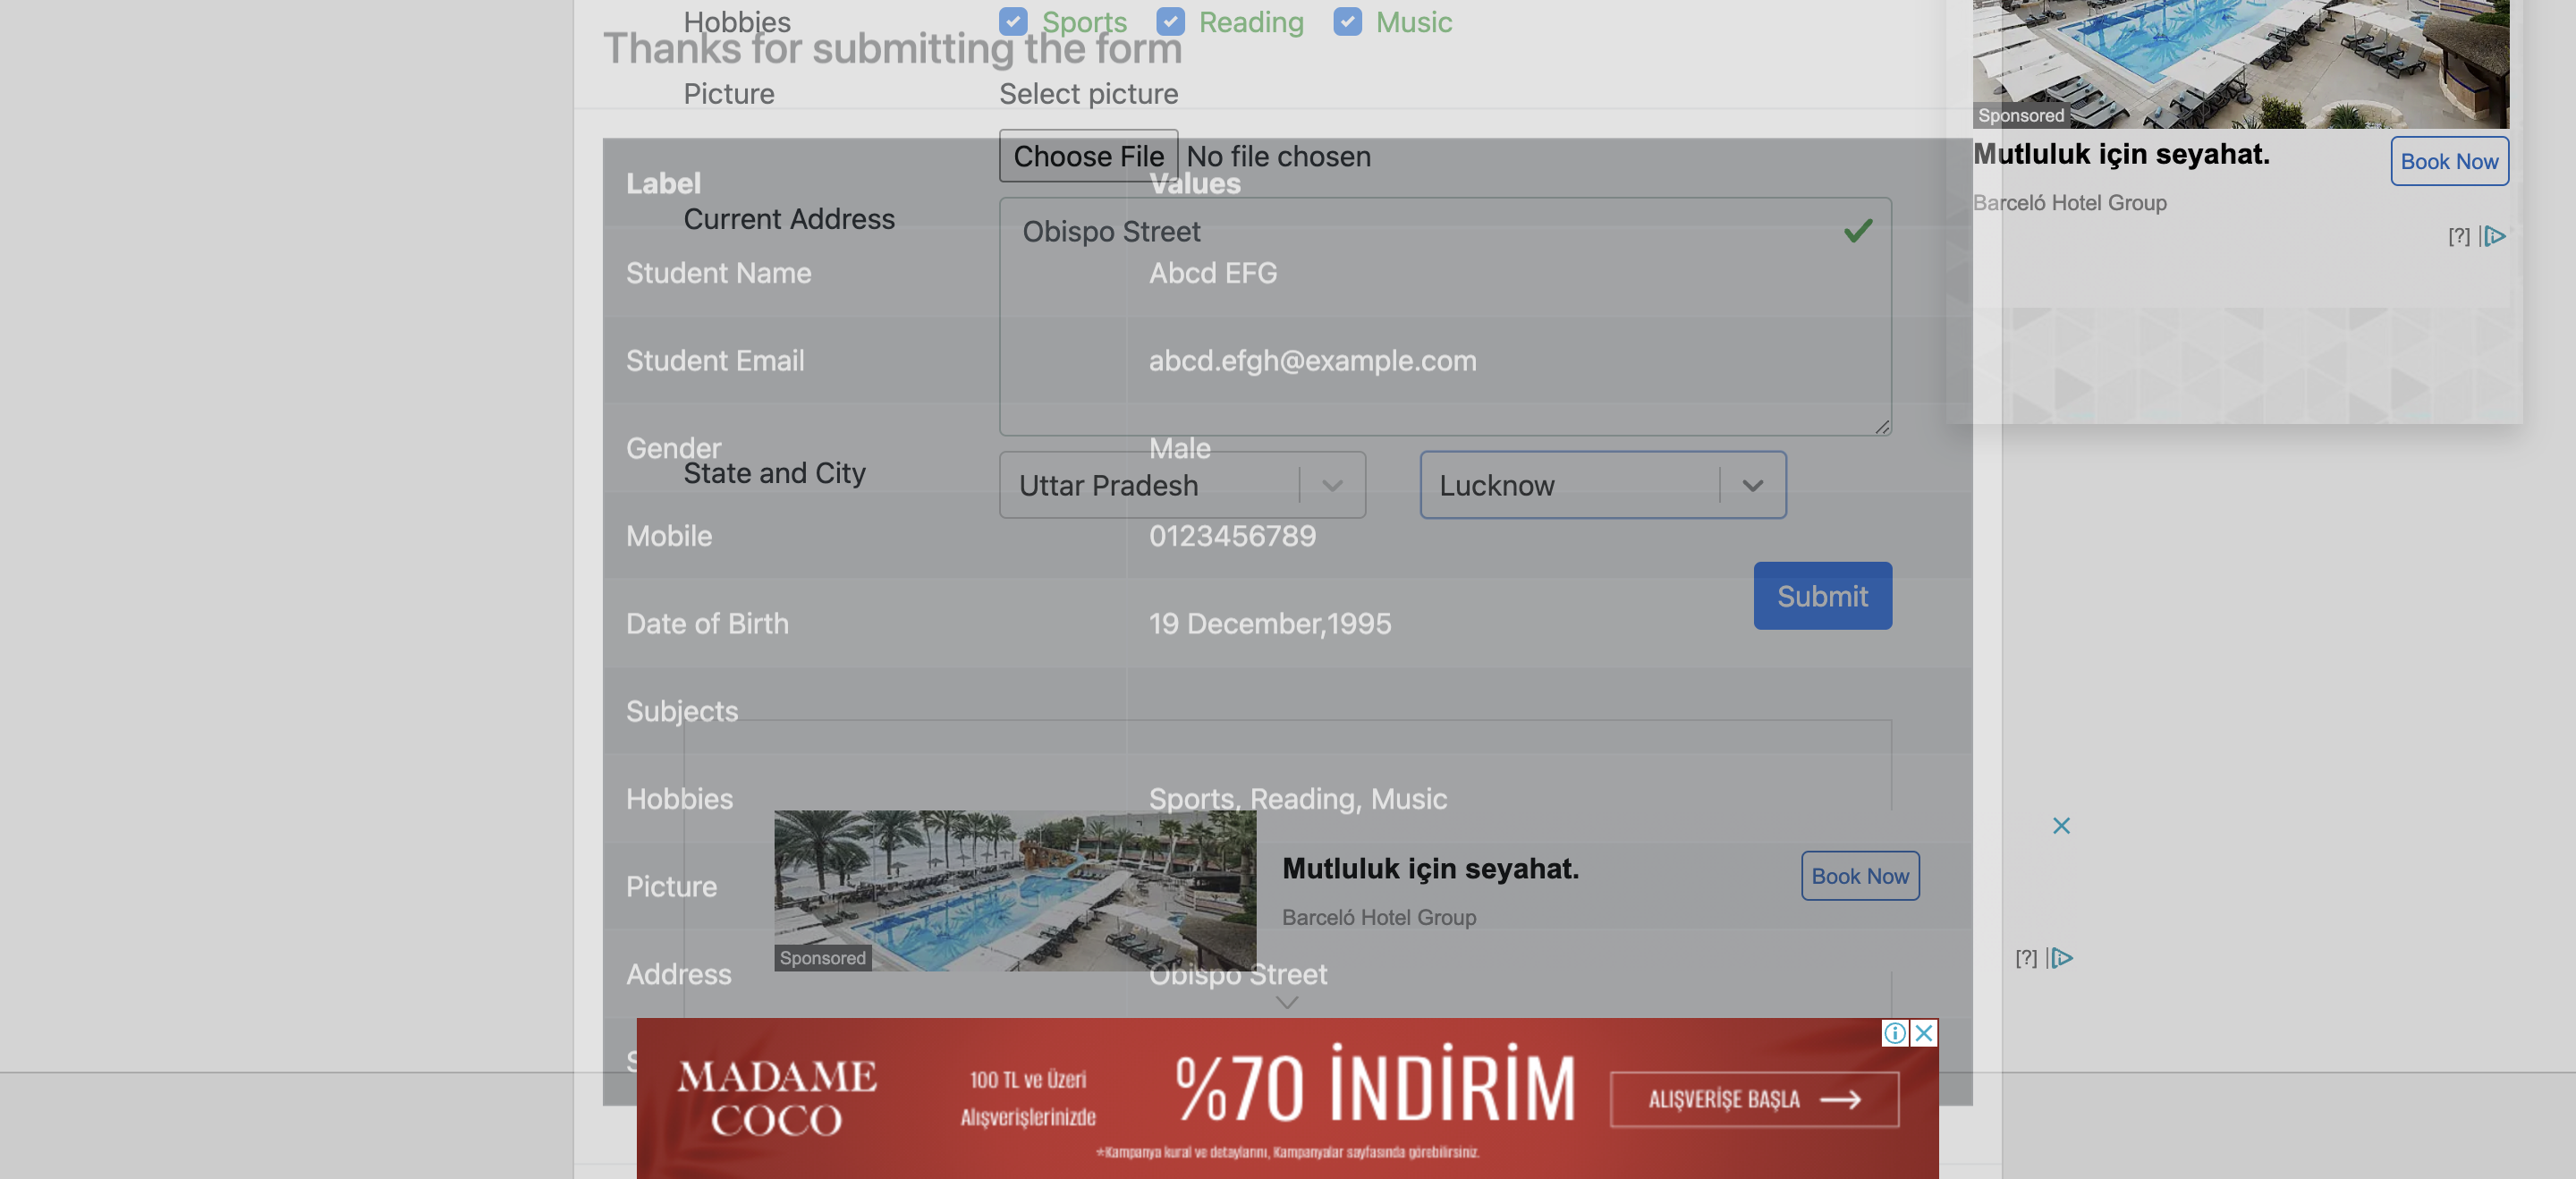 Hobbies
Sports Reading Music
Thanks for submitting the form
Picture
Select picture
Choose File No file chosen
Label Values
Current Address
Obispo Street
Student Name Abcd EFG
Student Email abcd.efgh@example.com
Gender Male
State and City
Uttar Pradesh Lucknow
Mobile 0123456789
Submit
Date of Birth 19 December,1995
Subjects
Hobbies Sports, Reading, Music
Picture
Sponsored
Mutluluk için seyahat.
Barceló Hotel Group
Book Now
[?]
Address Obispo Street
S
MADAME
COCO
100 TL ve Üzeri
Alışverişlerinizde
%70 İNDİRİM
ALIŞVERİŞE BAŞLA
*Kampanya kural ve detaylarını, Kampanyalar sayfasında görebilirsiniz.
Sponsored
Mutluluk için seyahat.
Book Now
Barceló Hotel Group
[?]